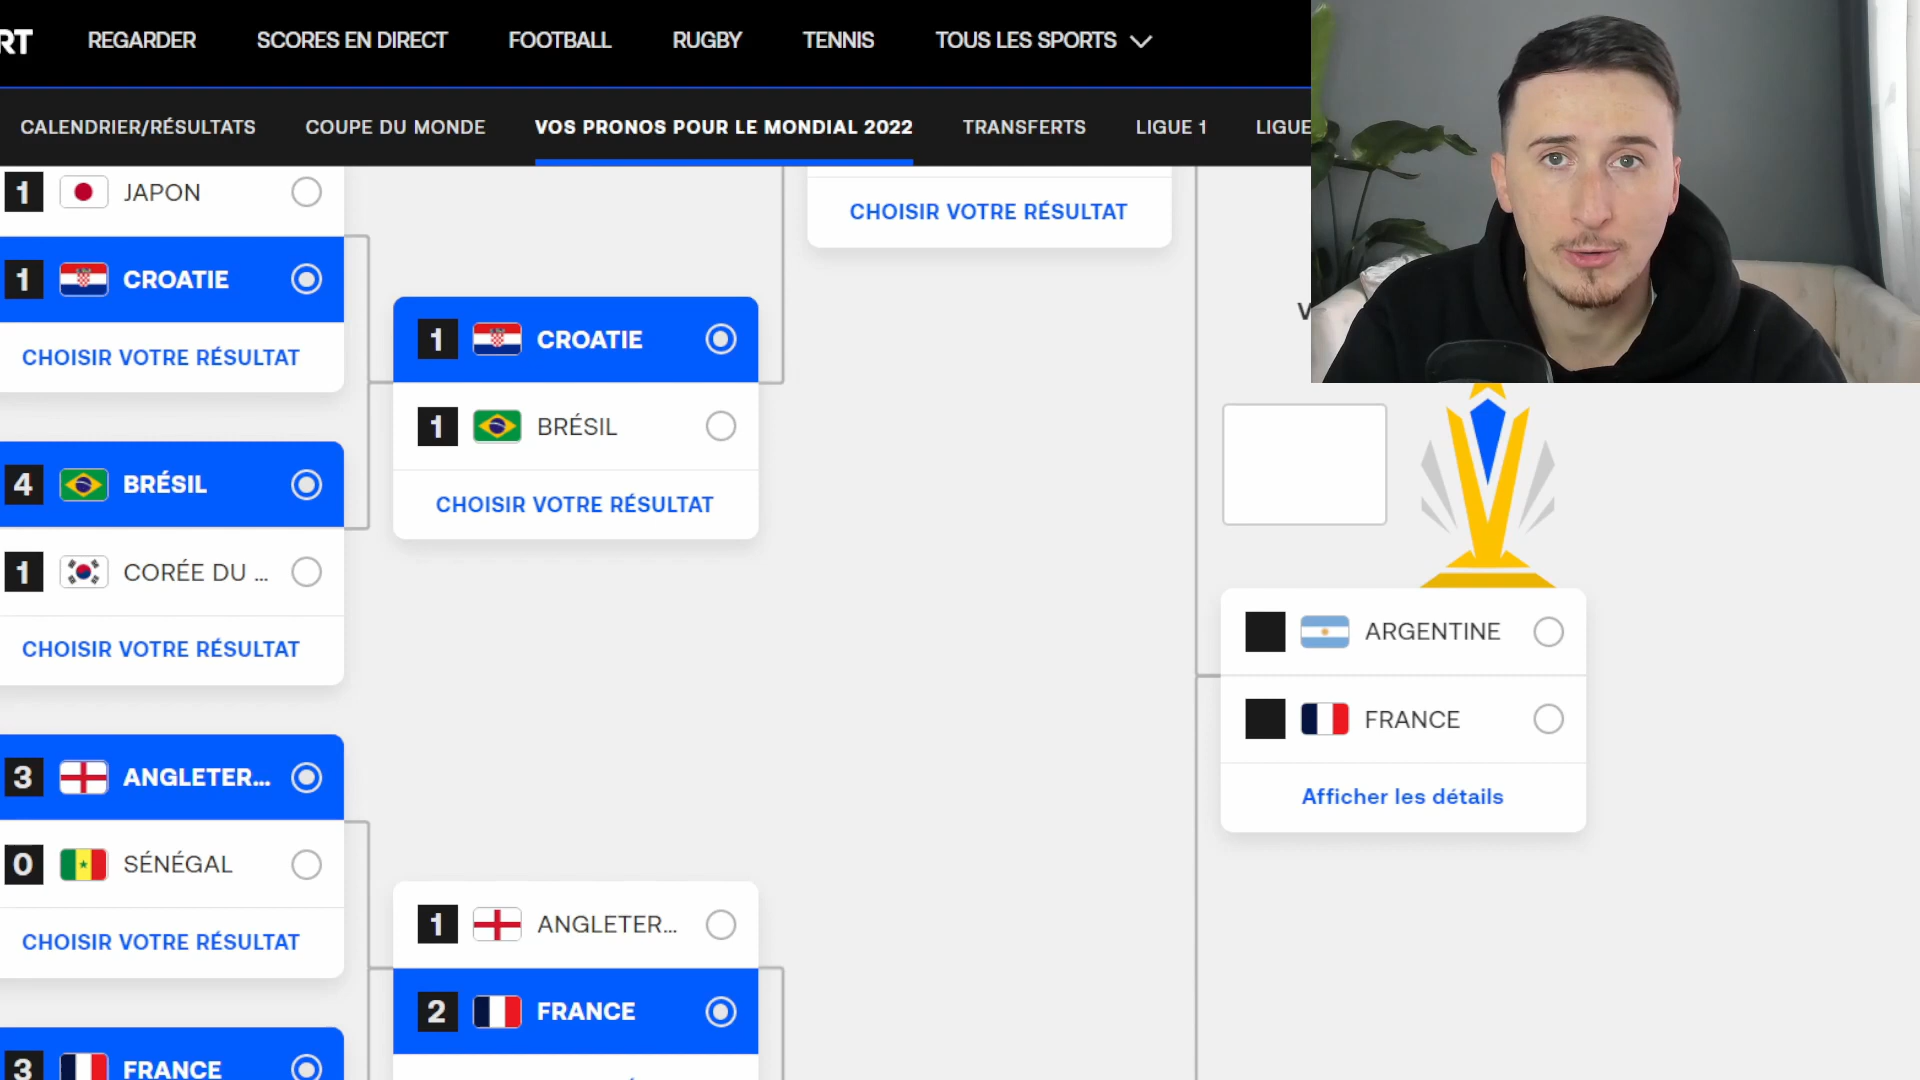 RT REGARDER SCORES EN DIRECT FOOTBALL RUGBY TENNIS TOUS LES SPORTS
CALENDRIER/RÉSULTATS COUPE DU MONDE VOS PRONOS POUR LE MONDIAL 2022 TRANSFERTS LIGUE 1 LIGUE
1 JAPON
1 CROATIE
CHOISIR VOTRE RÉSULTAT
4 BRÉSIL
1 CORÉE DU ...
CHOISIR VOTRE RÉSULTAT
3 ANGLETER...
0 SÉNÉGAL
CHOISIR VOTRE RÉSULTAT
3 FRANCE
1 CROATIE
1 BRÉSIL
CHOISIR VOTRE RÉSULTAT
1 ANGLETER...
2 FRANCE
CHOISIR VOTRE RÉSULTAT
V
ARGENTINE
FRANCE
Afficher les détails